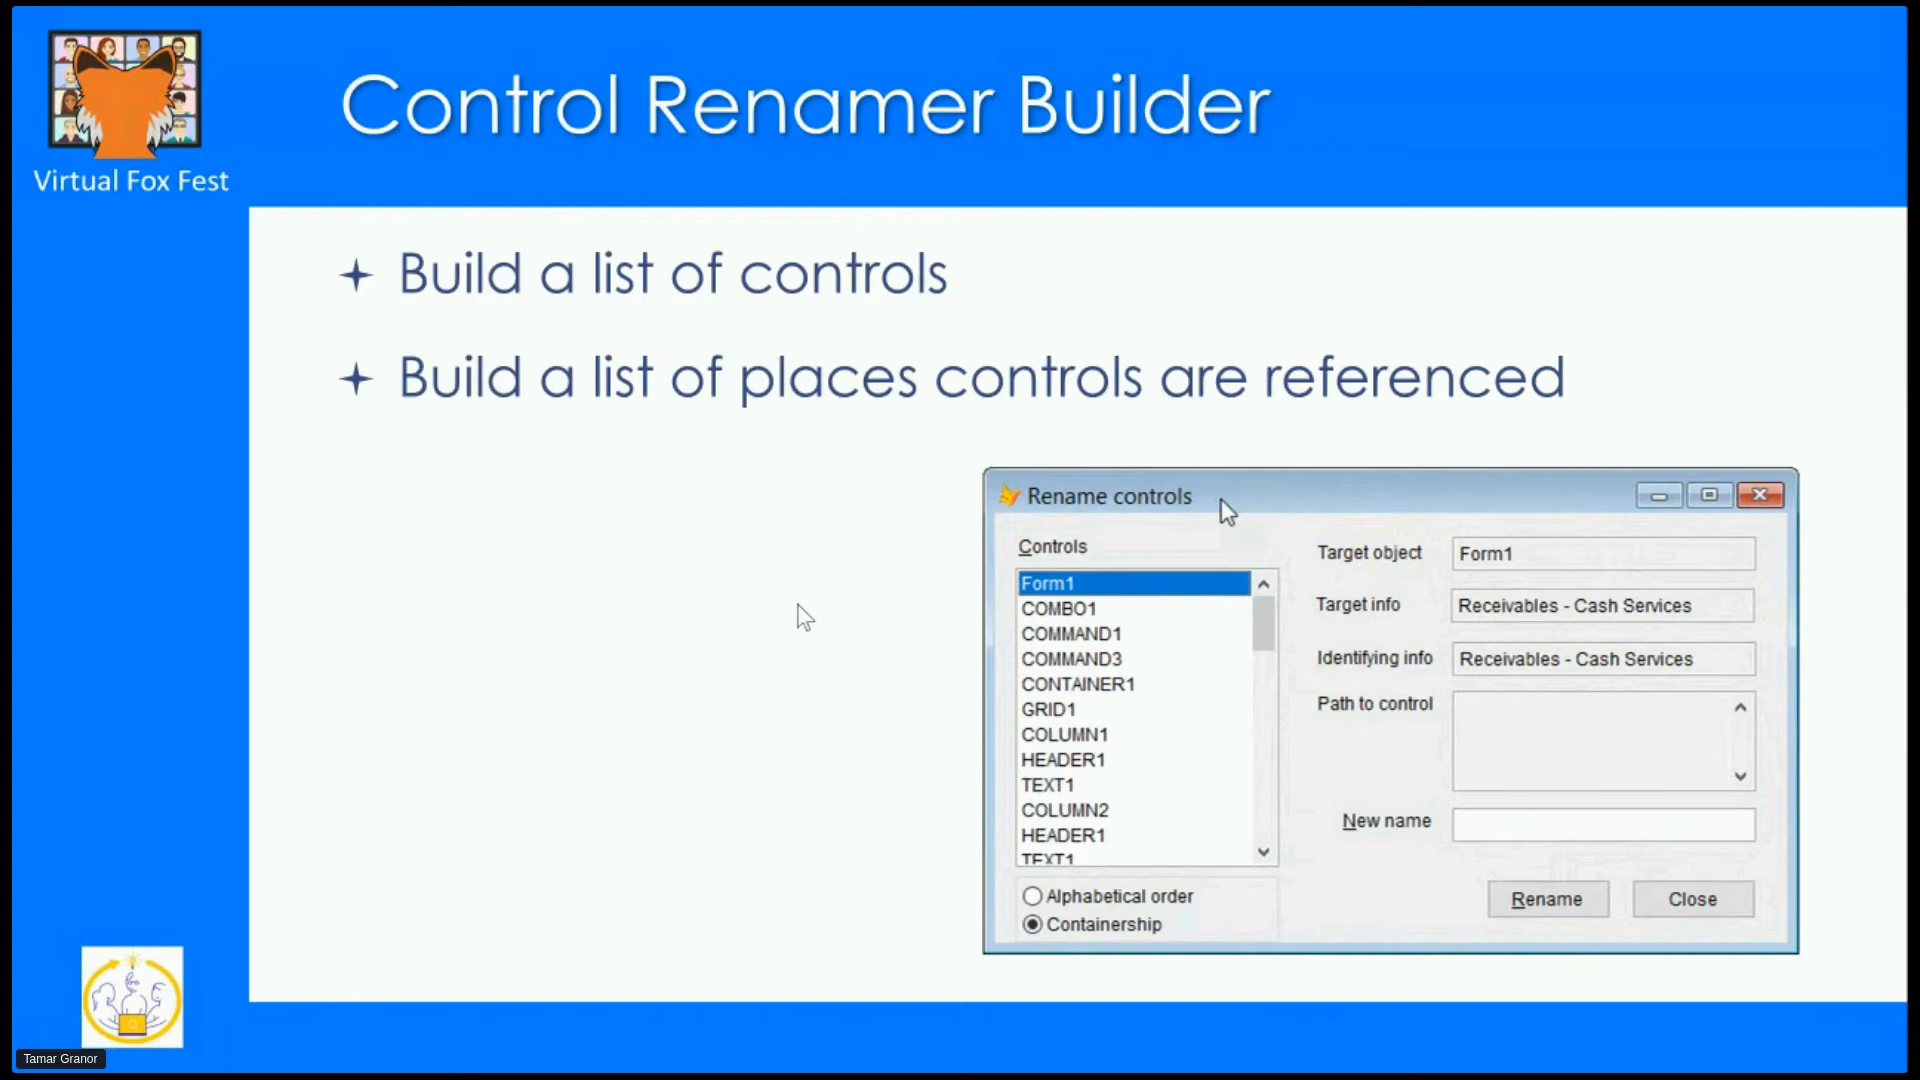 Control Renamer Builder
Virtual Fox Fest
Build a list of controls
Build a list of places controls are referenced
Rename controls
Controls
Form1
COMBO1
COMMAND1
COMMAND3
CONTAINER1
GRID1
COLUMN1
HEADER1
TEXT1
COLUMN2
HEADER1
TEXT1
Alphabetical order
Containership
Target object Form1
Target info Receivables - Cash Services
Identifying info Receivables - Cash Services
Path to control
New name
Rename Close
Tamar Granor